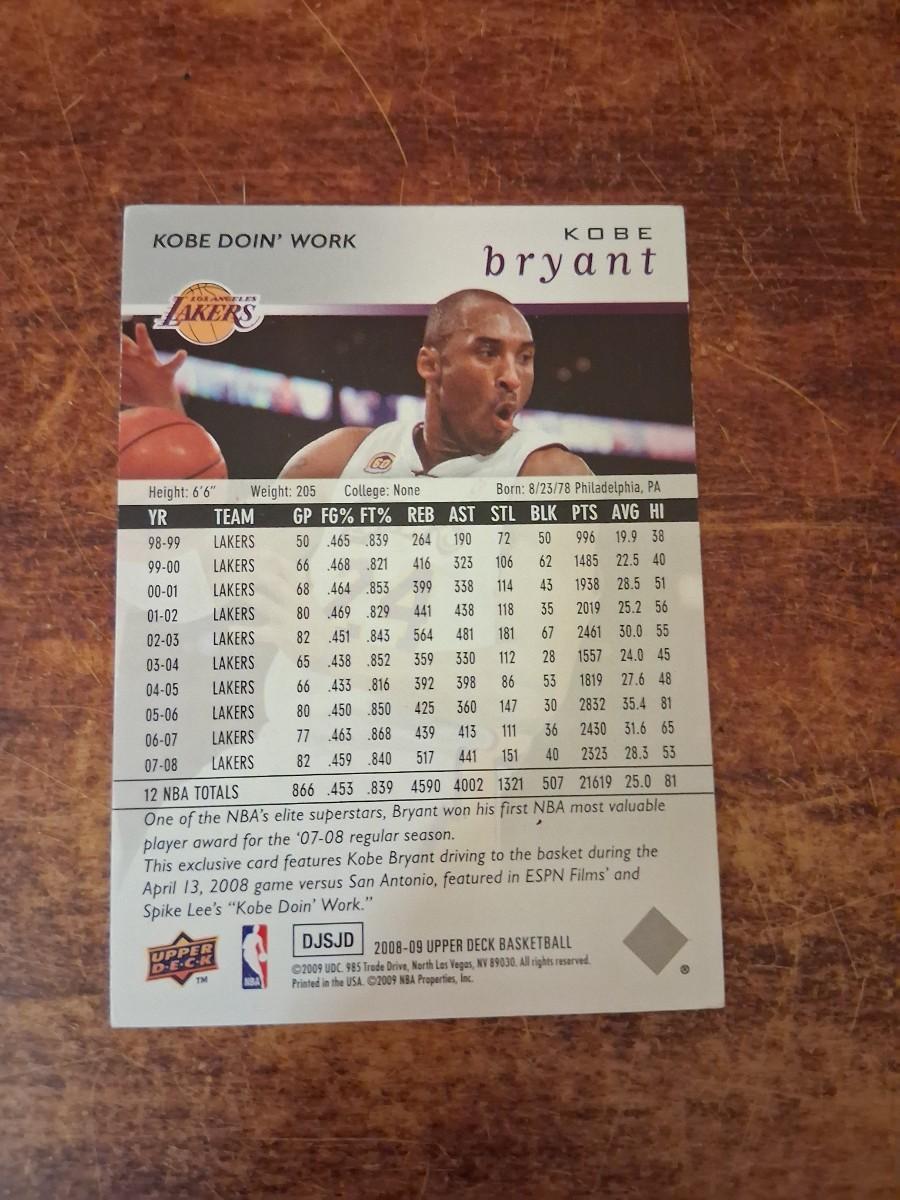 KOBE DOIN' WORK
KOBE
bryant
LOS ANGELES
LAKERS
GO
Height: 6'6" Weight: 205 College: None Born: 8/23/78 Philadelphia, PA
YR TEAM GP FG% FT% REB AST STL BLK PTS AVG HI
98-99 LAKERS 50 .465 .839 264 190 72 50 996 19.9 38
99-00 LAKERS 66 .468 .821 416 323 106 62 1485 22.5 40
00-01 LAKERS 68 .464 .853 399 338 114 43 1938 28.5 51
01-02 LAKERS 80 .469 .829 441 438 118 35 2019 25.2 56
02-03 LAKERS 82 .451 .843 564 481 181 67 2461 30.0 55
03-04 LAKERS 65 .438 .852 359 330 112 28 1557 24.0 45
04-05 LAKERS 66 .433 .816 392 398 86 53 1819 27.6 48
05-06 LAKERS 80 .450 .850 425 360 147 30 2832 35.4 81
06-07 LAKERS 77 .463 .868 439 413 111 36 2430 31.6 65
07-08 LAKERS 82 .459 .840 517 441 151 40 2323 28.3 53
12 NBA TOTALS 866 .453 .839 4590 4002 1321 507 21619 25.0 81
One of the NBA's elite superstars, Bryant won his first NBA most valuable
player award for the '07-08 regular season.
This exclusive card features Kobe Bryant driving to the basket during the
April 13, 2008 game versus San Antonio, featured in ESPN Films' and
Spike Lee's "Kobe Doin' Work."
UPPER
DECK
TM
NBA
DJSJD
2008-09 UPPER DECK BASKETBALL
©2009 UDC. 985 Trade Drive, North Las Vegas, NV 89030. All rights reserved.
Printed in the USA. ©2009 NBA Properties, Inc.
®